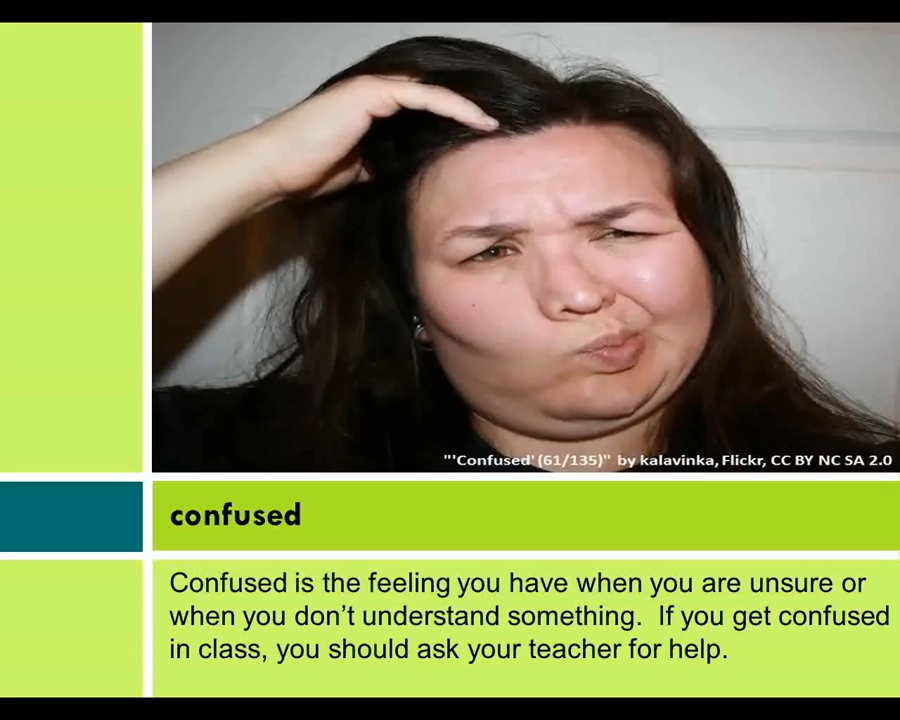 "'Confused' (61/135)" by kalavinka, Flickr, CC BY NC SA 2.0
confused
Confused is the feeling you have when you are unsure or
when you don’t understand something.  If you get confused
in class, you should ask your teacher for help.